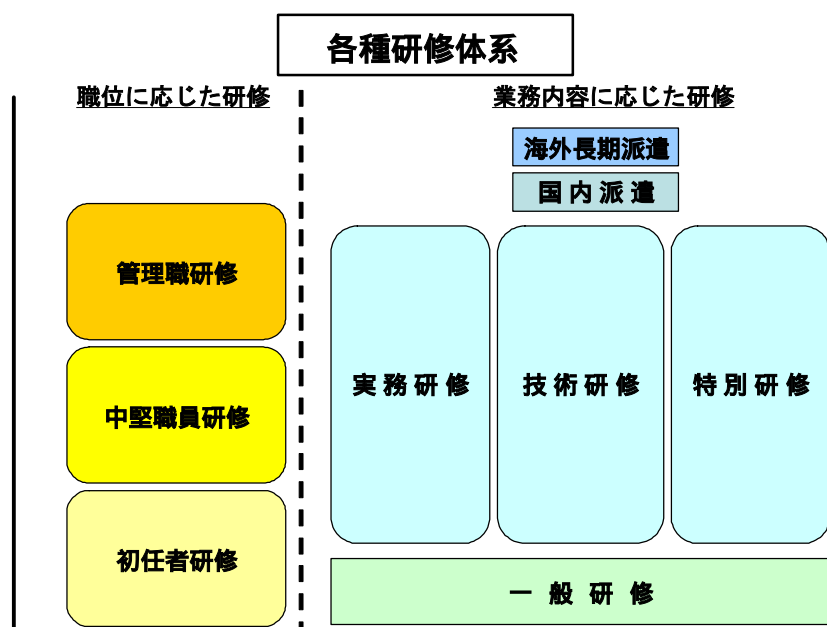 各種研修体系
職位に応じた研修
管理職研修
中堅職員研修
初任者研修
業務内容に応じた研修
海外長期派遣
国内派遣
実務研修
技術研修
特別研修
一般研修